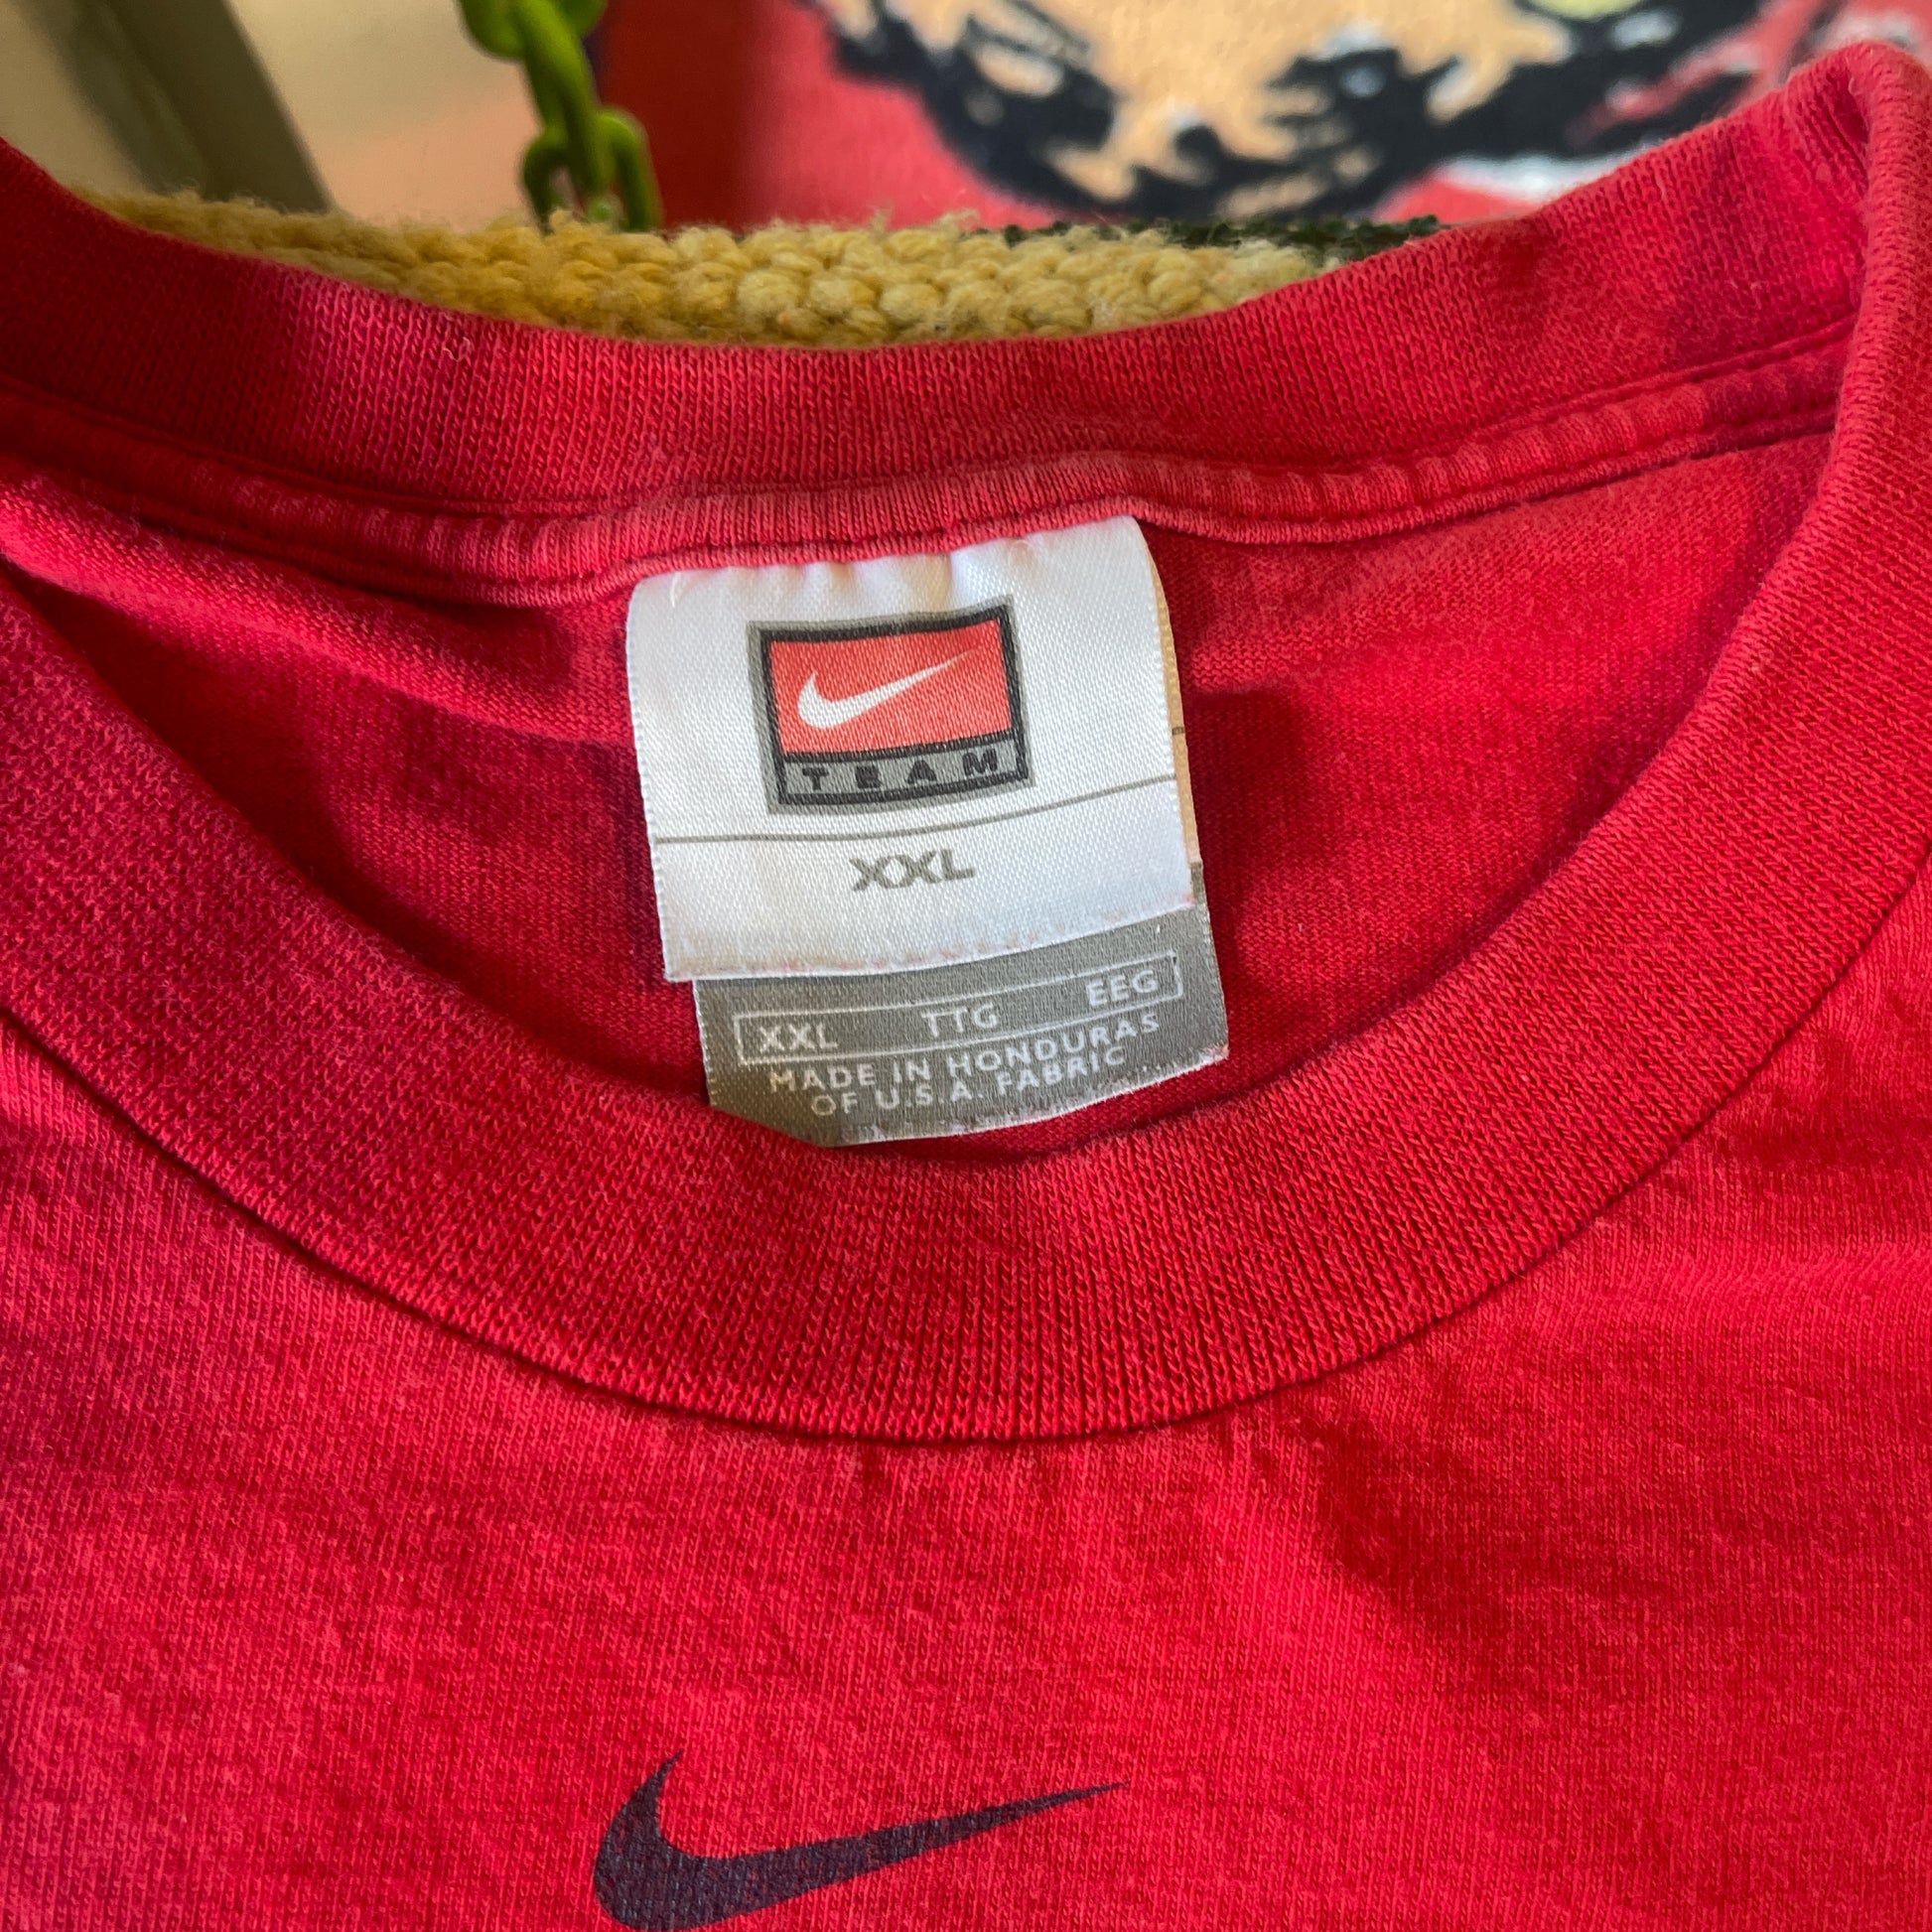 TEAM
XXL
XXL TTG EEG
MADE IN HONDURAS
OF U.S.A. FABRIC